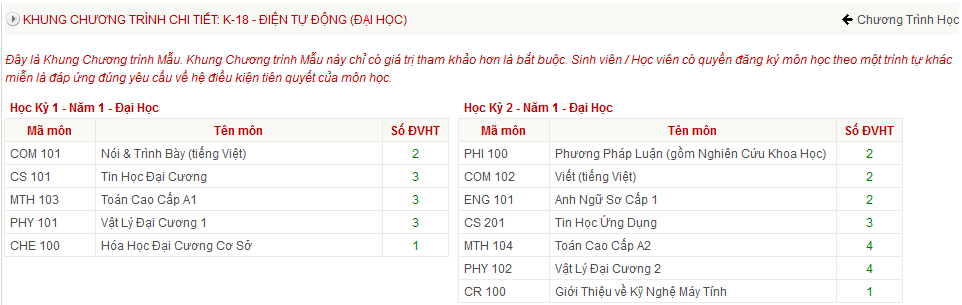 KHUNG CHƯƠNG TRÌNH CHI TIẾT: K-18 - ĐIỆN TỰ ĐỘNG (ĐẠI HỌC)
Chương Trình Học
Đây là Khung Chương trình Mẫu. Khung Chương trình Mẫu này chỉ có giá trị tham khảo hơn là bắt buộc. Sinh viên / Học viên có quyền đăng ký môn học theo một trình tự khác
miễn là đáp ứng đúng yêu cầu về hệ điều kiện tiên quyết của môn học.
Học Kỳ 1 - Năm 1 - Đại Học
Mã môn Tên môn Số ĐVHT
COM 101 Nói & Trình Bày (tiếng Việt) 2
CS 101 Tin Học Đại Cương 3
MTH 103 Toán Cao Cấp A1 3
PHY 101 Vật Lý Đại Cương 1 3
CHE 100 Hóa Học Đại Cương Cơ Sở 1
Học Kỳ 2 - Năm 1 - Đại Học
Mã môn Tên môn Số ĐVHT
PHI 100 Phương Pháp Luận (gồm Nghiên Cứu Khoa Học) 2
COM 102 Viết (tiếng Việt) 2
ENG 101 Anh Ngữ Sơ Cấp 1 2
CS 201 Tin Học Ứng Dụng 3
MTH 104 Toán Cao Cấp A2 4
PHY 102 Vật Lý Đại Cương 2 4
CR 100 Giới Thiệu về Kỹ Nghệ Máy Tính 1